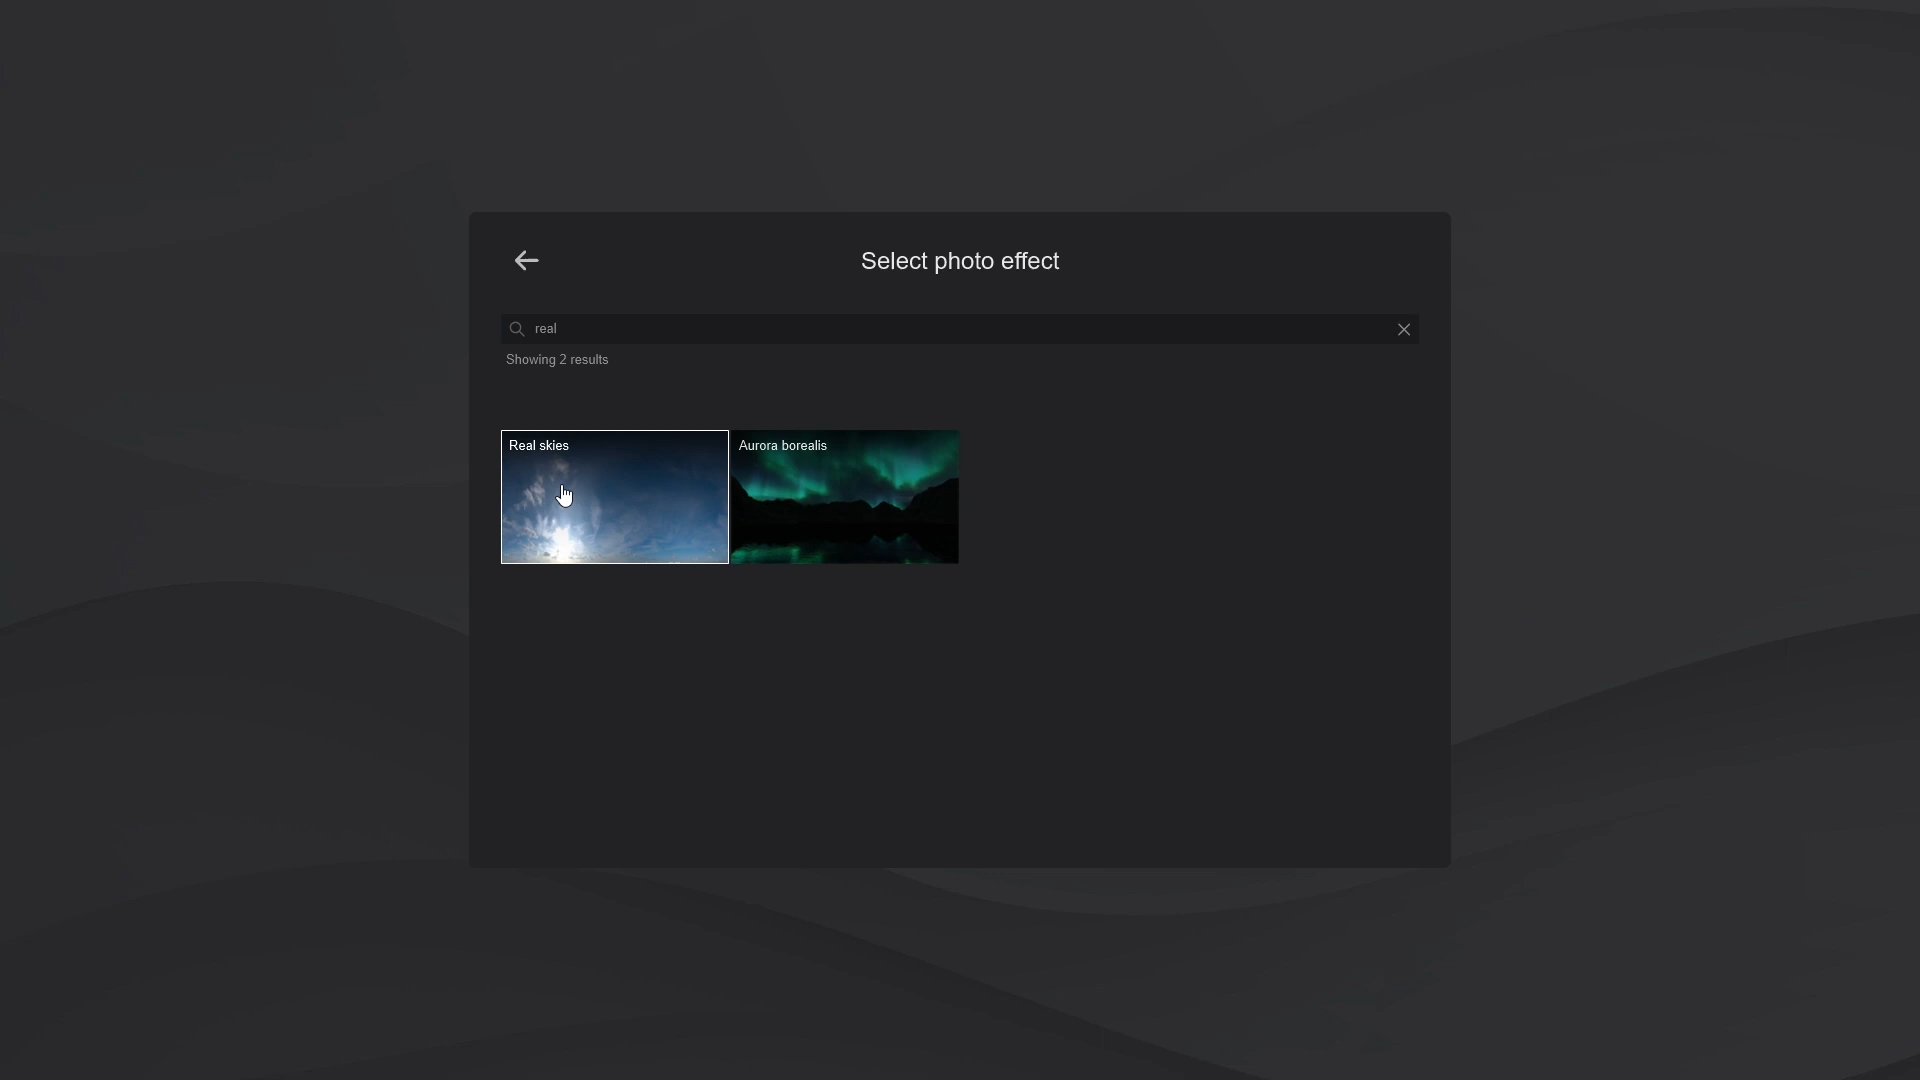 Select photo effect
real
Showing 2 results
Real skies
Aurora borealis